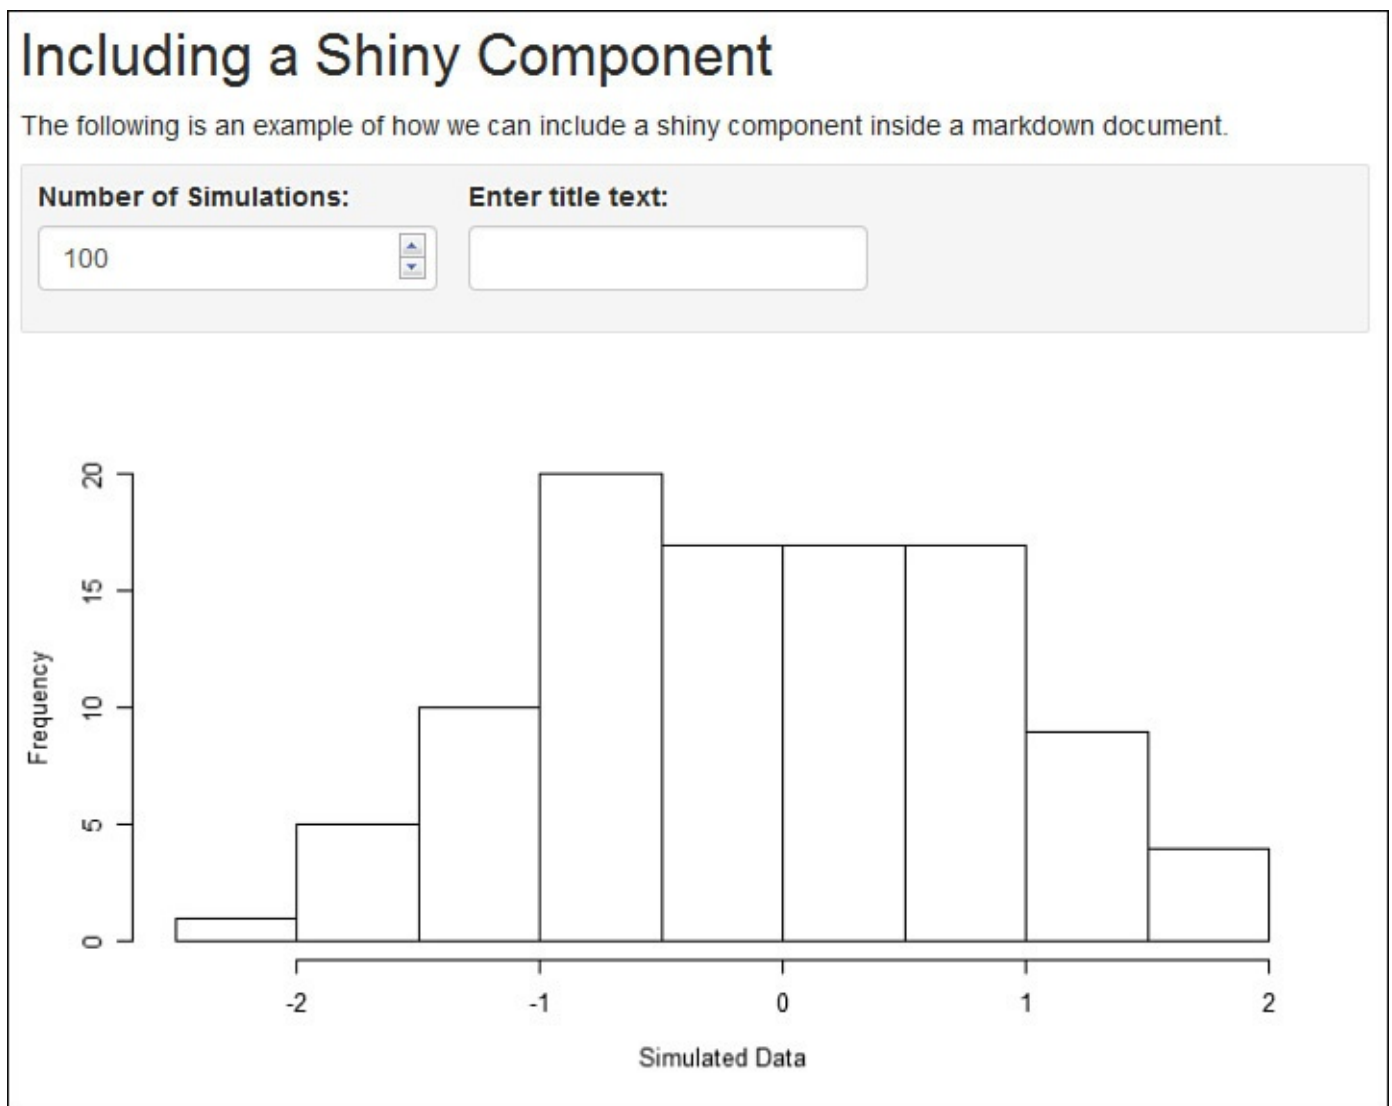 Including a Shiny Component
The following is an example of how we can include a shiny component inside a markdown document.
Number of Simulations: Enter title text:
100
20
15
10
5
0
Frequency
-2 -1 0 1 2
Simulated Data